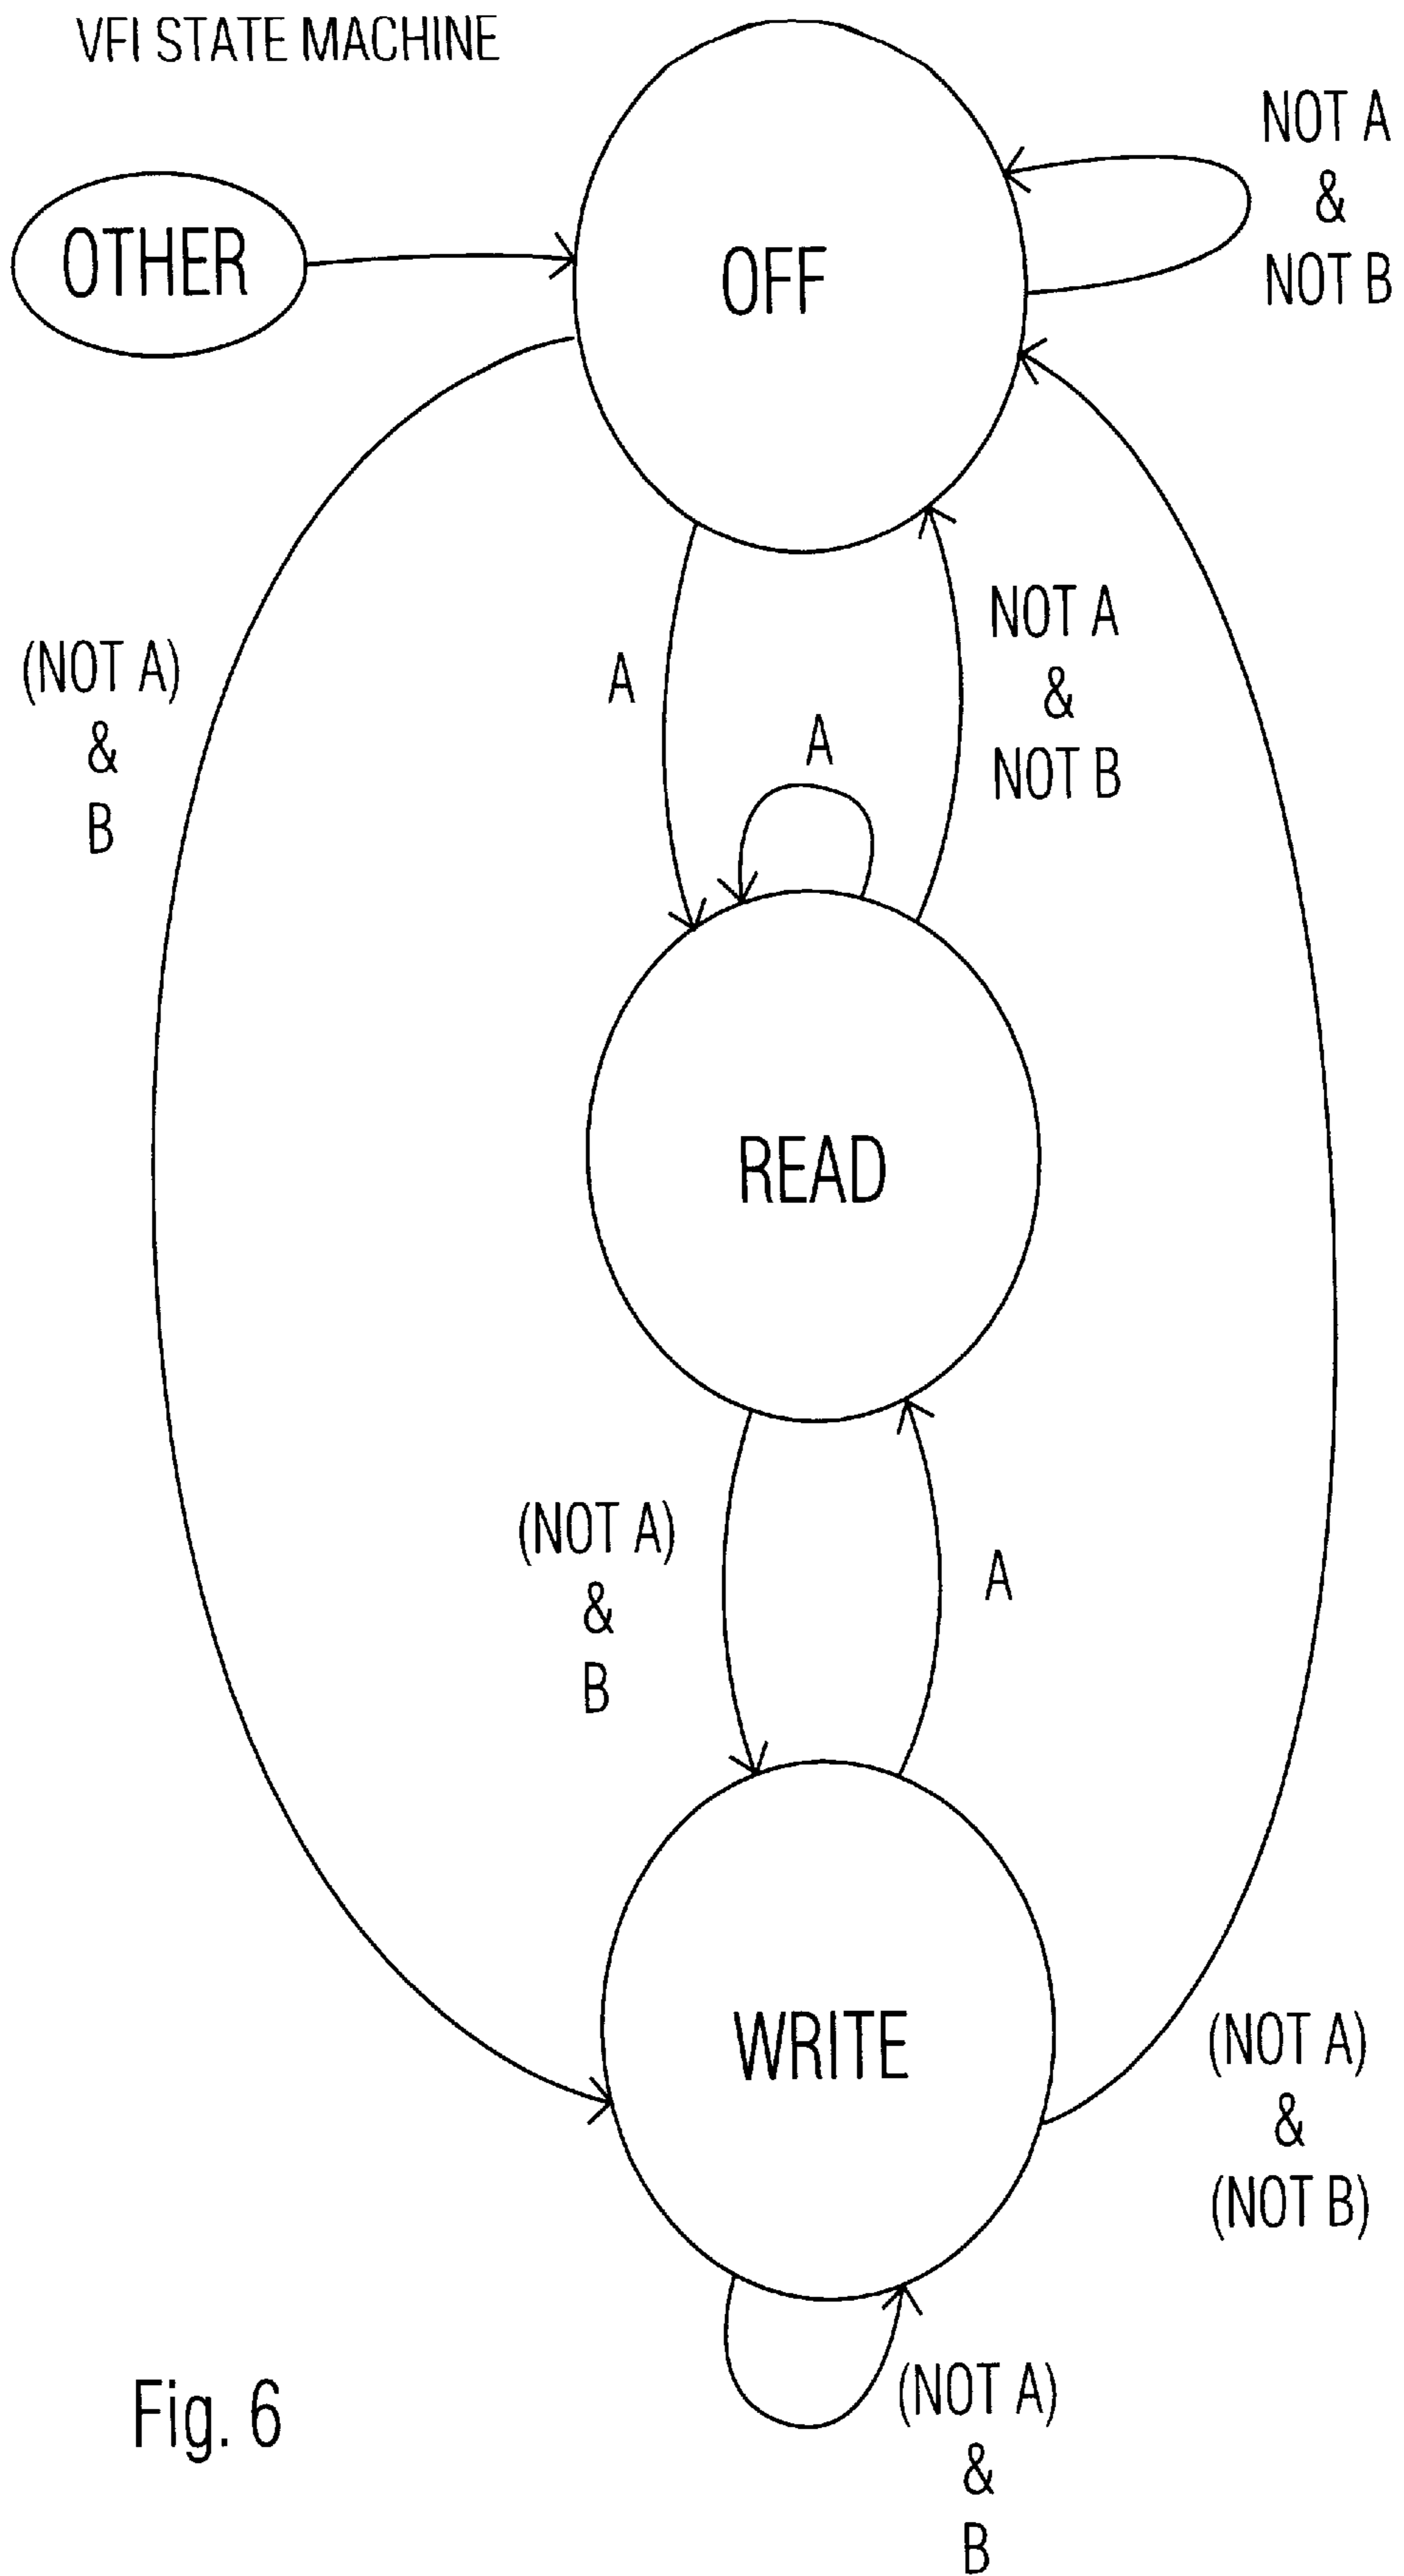 VFI STATE MACHINE
NOT A
&
NOT B
OTHER
OFF
(NOT A)
&
B
A
A
NOT A
&
NOT B
READ
(NOT A)
&
B
A
WRITE
(NOT A)
&
(NOT B)
(NOT A)
&
B
Fig. 6